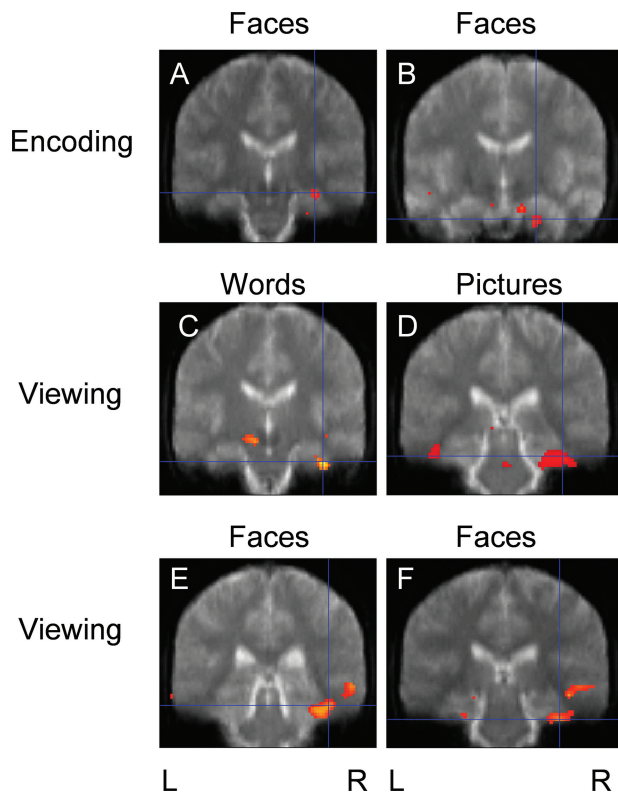 Faces Faces
A B
Encoding
Words Pictures
C D
Viewing
Faces Faces
E F
Viewing
L R L R